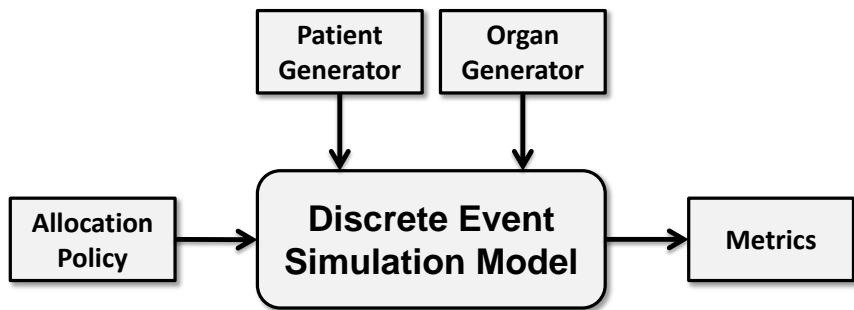 Patient
Generator
Organ
Generator
Allocation
Policy
Discrete Event
Simulation Model
Metrics